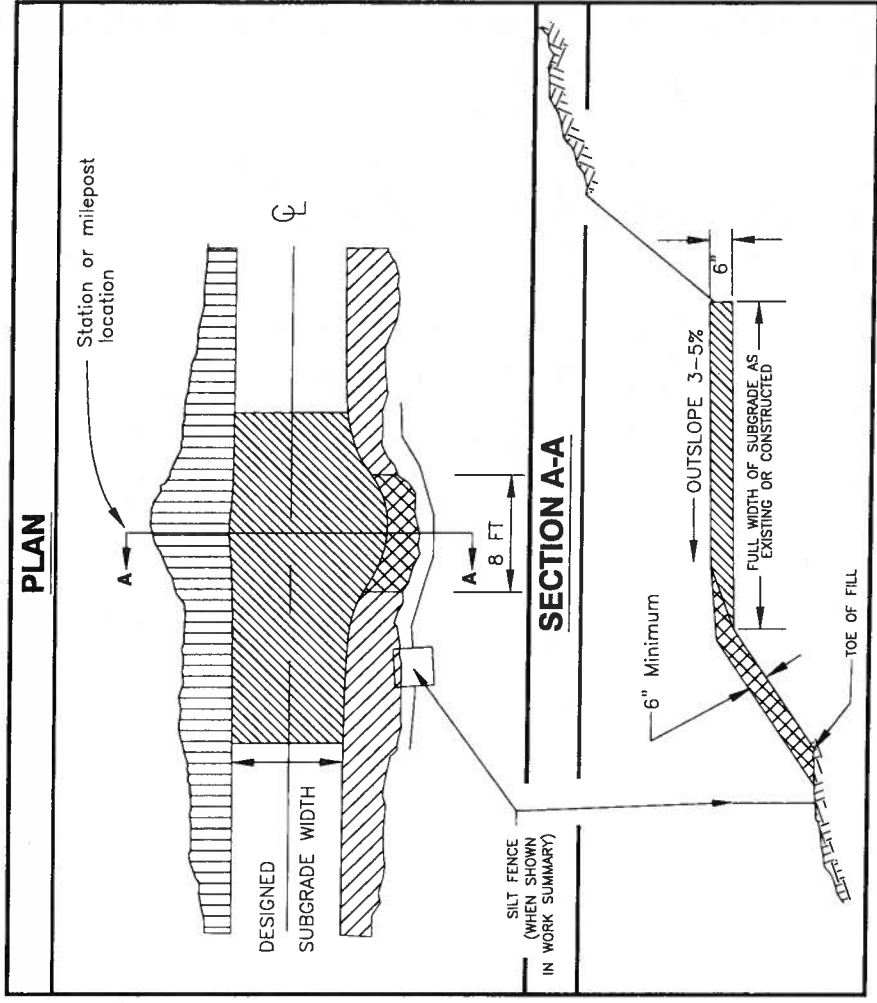 PLAN
Station or milepost
location
A
℄
DESIGNED
SUBGRADE WIDTH
8 FT
A
SILT FENCE
(WHEN SHOWN
IN WORK SUMMARY)
SECTION A-A
6" Minimum
OUTSLOPE 3-5%
6"
FULL WIDTH OF SUBGRADE AS
EXISTING OR CONSTRUCTED
TOE OF FILL